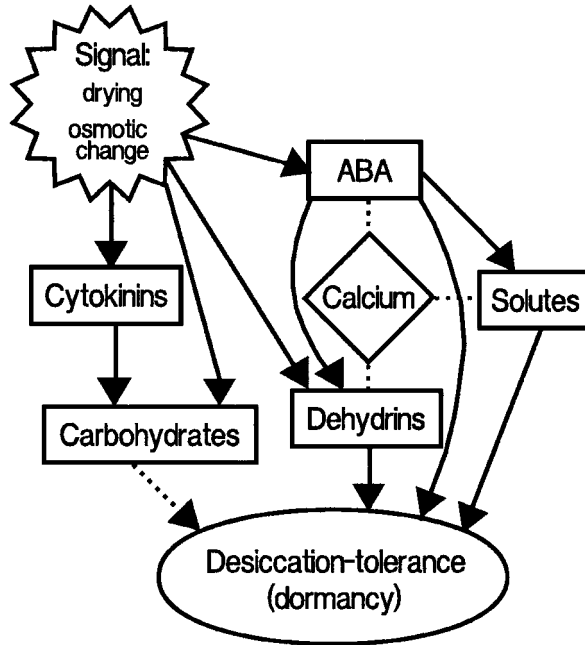 Signal:
drying
osmotic
change
ABA
Cytokinins
Calcium
Solutes
Carbohydrates
Dehydrins
Desiccation-tolerance
(dormancy)